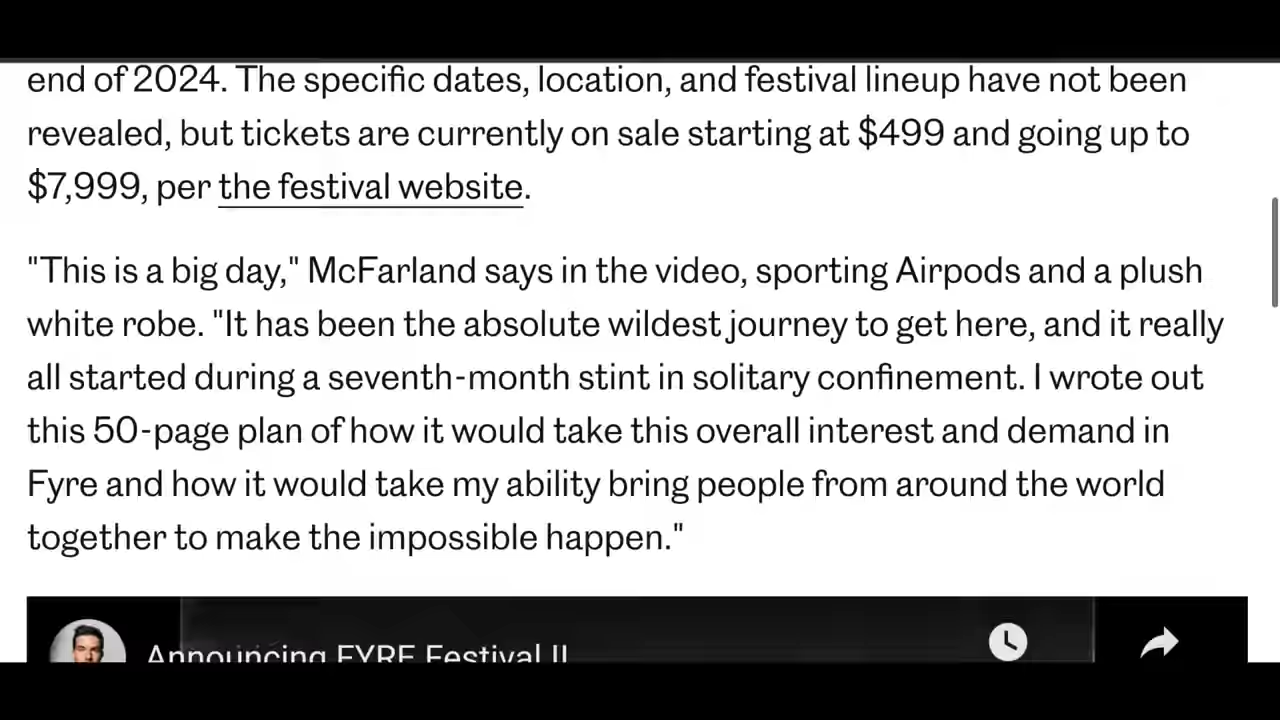 end of 2024. The specific dates, location, and festival lineup have not been
revealed, but tickets are currently on sale starting at $499 and going up to
$7,999, per the festival website.
"This is a big day," McFarland says in the video, sporting Airpods and a plush
white robe. "It has been the absolute wildest journey to get here, and it really
all started during a seventh-month stint in solitary confinement. I wrote out
this 50-page plan of how it would take this overall interest and demand in
Fyre and how it would take my ability bring people from around the world
together to make the impossible happen."
Announcing FYRE Festival II